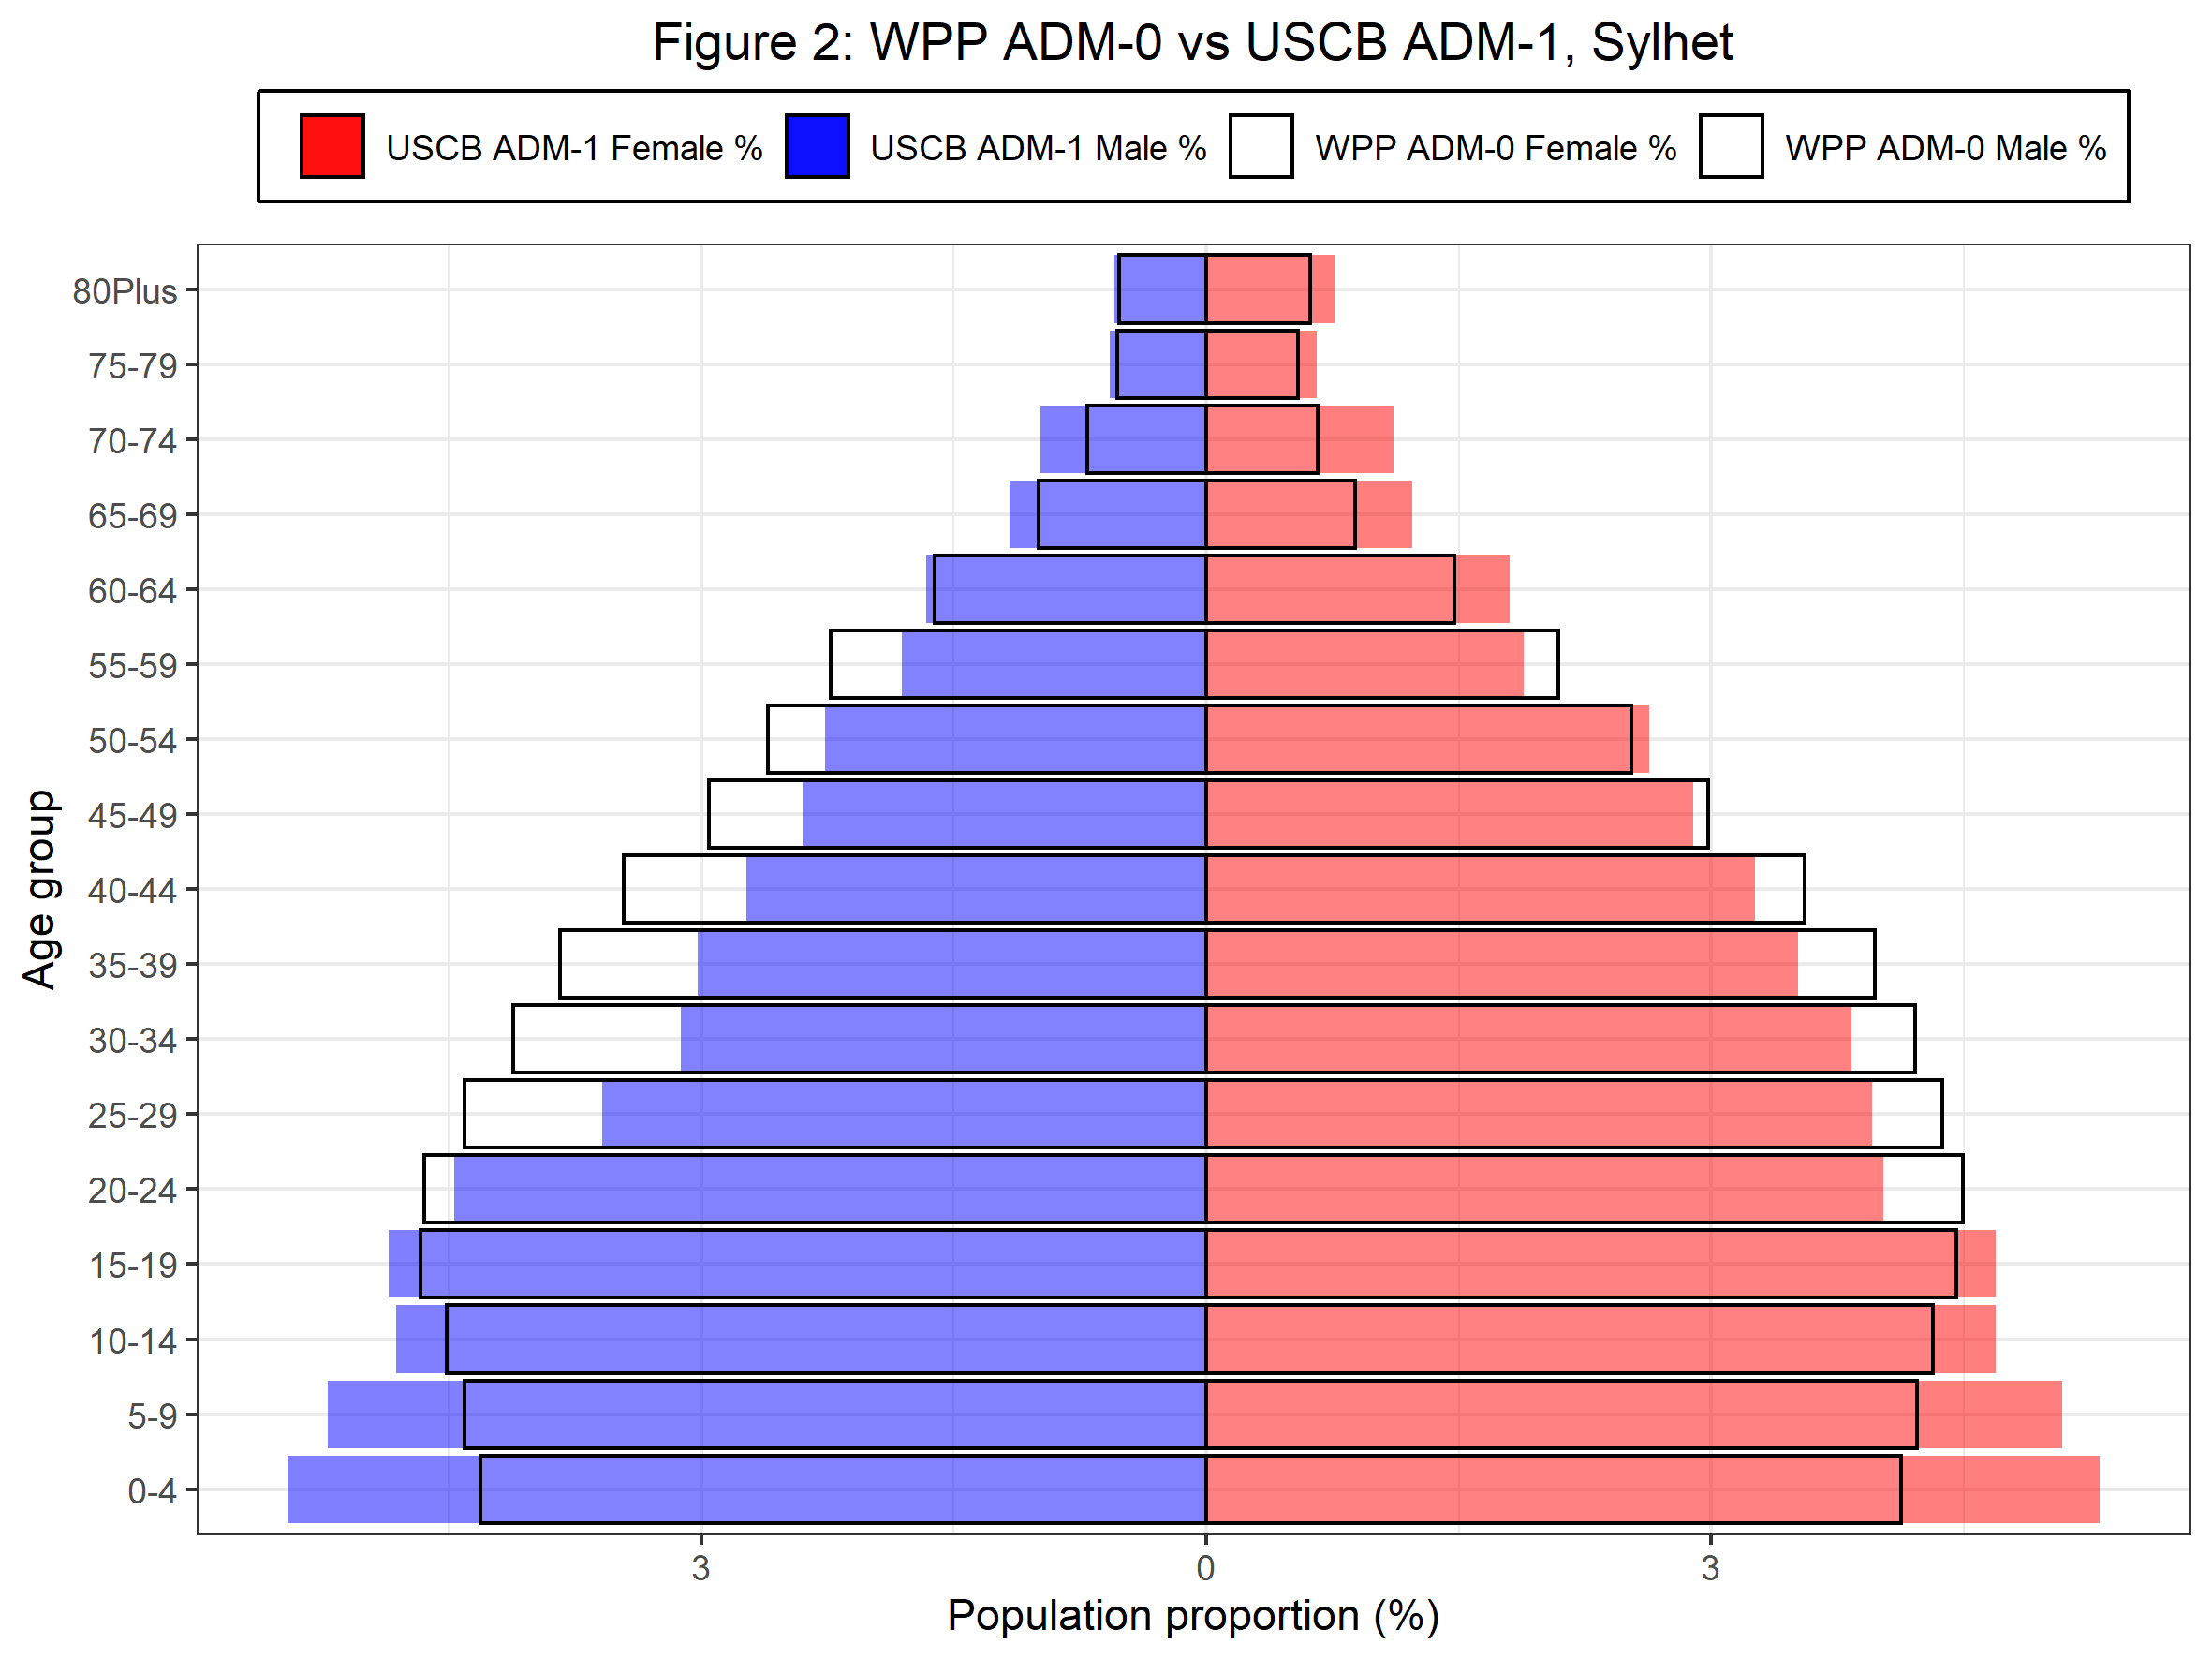 Figure 2: WPP ADM-0 vs USCB ADM-1, Sylhet
USCB ADM-1 Female % USCB ADM-1 Male % WPP ADM-0 Female % WPP ADM-0 Male %
80Plus
75-79
70-74
65-69
60-64
55-59
50-54
45-49
40-44
35-39
30-34
25-29
20-24
15-19
10-14
5-9
0-4
Age group
3 0 3
Population proportion (%)